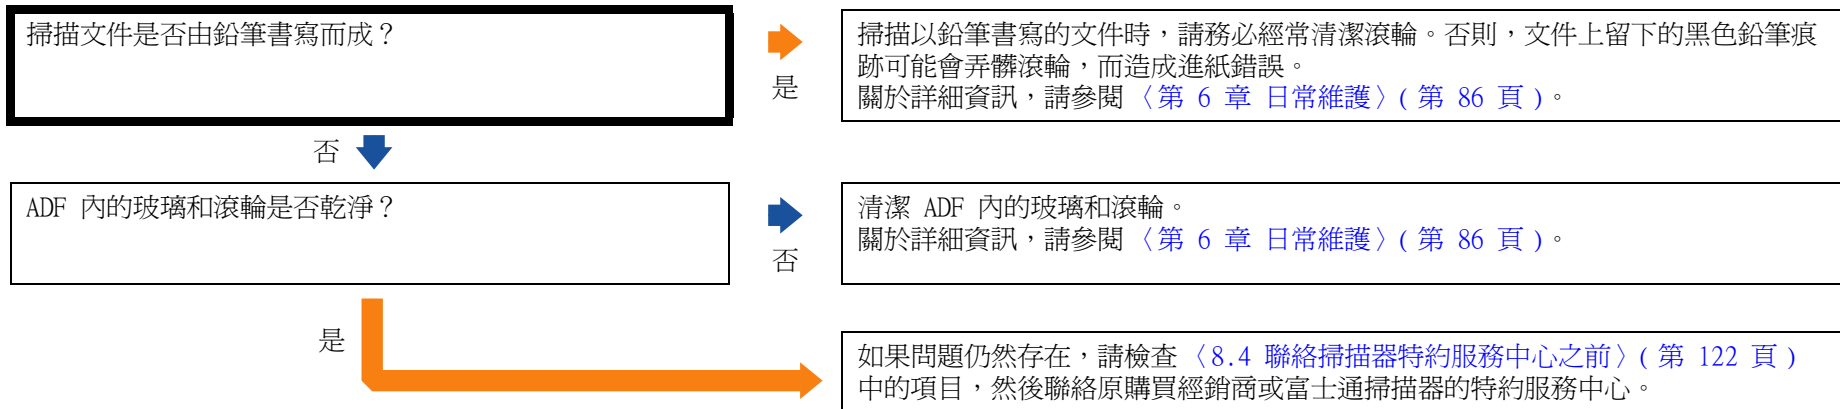 掃描文件是否由鉛筆書寫而成？
是
掃描以鉛筆書寫的文件時，請務必經常清潔滾輪。否則，文件上留下的黑色鉛筆痕
跡可能會弄髒滾輪，而造成進紙錯誤。
關於詳細資訊，請參閱〈第 6 章 日常維護〉( 第 86 頁 )。
否
ADF 內的玻璃和滾輪是否乾淨？
否
清潔 ADF 內的玻璃和滾輪。
關於詳細資訊，請參閱〈第 6 章 日常維護〉( 第 86 頁 )。
是
如果問題仍然存在，請檢查〈8.4 聯絡掃描器特約服務中心之前〉( 第 122 頁 )
中的項目，然後聯絡原購買經銷商或富士通掃描器的特約服務中心。